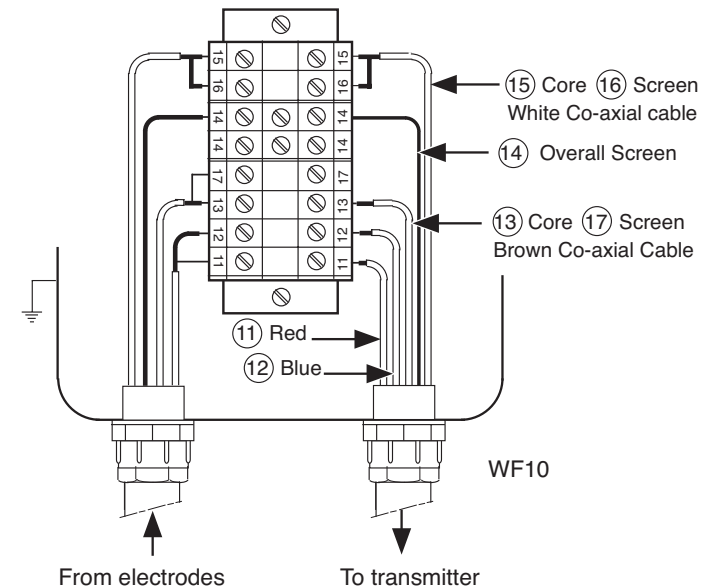 15 15
16 16
14 14
14 14
17 17
13 13
12 12
11 11
15 Core 16 Screen
White Co-axial cable
14 Overall Screen
13 Core 17 Screen
Brown Co-axial Cable
11 Red
12 Blue
WF10
From electrodes
To transmitter